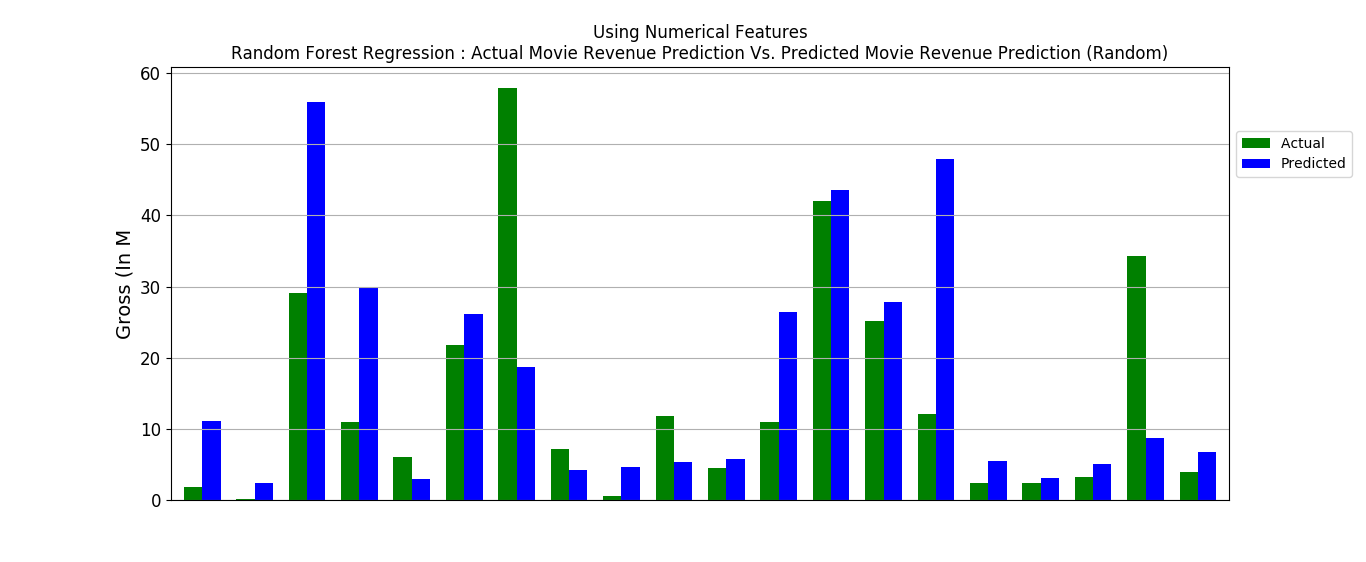 Using Numerical Features
Random Forest Regression : Actual Movie Revenue Prediction Vs. Predicted Movie Revenue Prediction (Random)
60
50
40
30
20
10
0
Gross (In M
Actual
Predicted